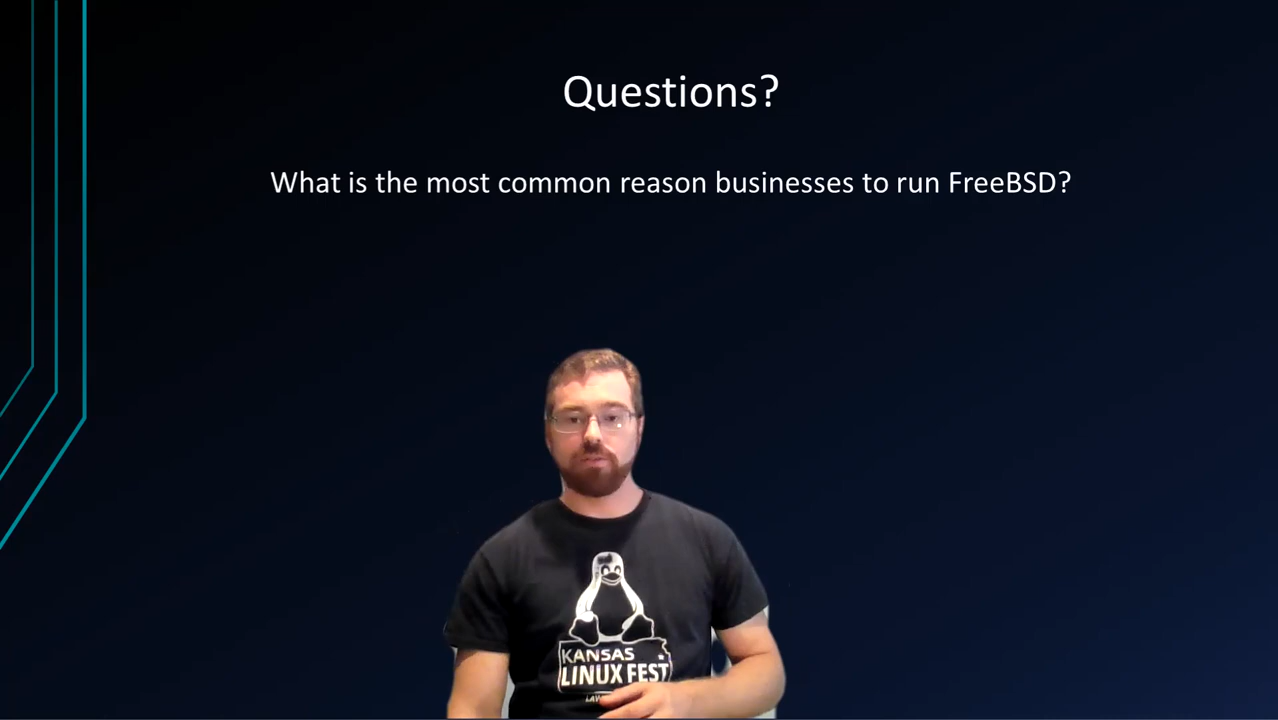 Questions?
What is the most common reason businesses to run FreeBSD?
KANSAS
LINUX FEST